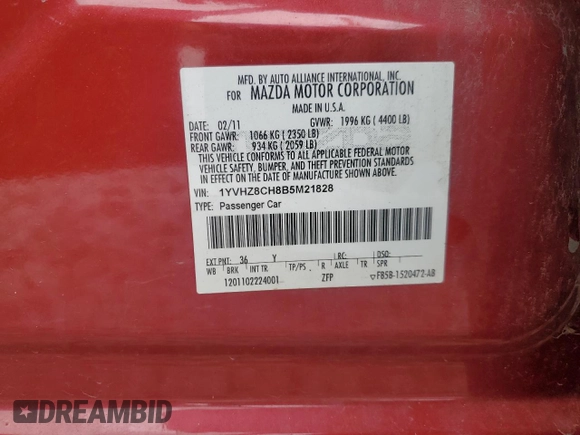 MFD. BY AUTO ALLIANCE INTERNATIONAL, INC.
FOR MAZDA MOTOR CORPORATION
MADE IN U.S.A.
02/11 GVWR: 1996 KG ( 4400 LB)
FRONT GAWR: 1066 KG ( 2350 LB)
REAR GAWR: 934 KG ( 2059 LB)
THIS VEHICLE CONFORMS TO ALL APPLICABLE FEDERAL MOTOR
VEHICLE SAFETY, BUMPER, AND THEFT PREVENTION STANDARDS
IN EFFECT ON THE DATE OF MANUFACTURE SHOWN ABOVE.
VIN: 1YVHZ8CH8B5M21828
TYPE: Passenger Car
EXT.PNT: 36 Y RC: DSO:
WB BRK INT TR TP/PS R AXLE TR SPR
1201102224001 ZFP FB5B-1520472-AB
DREAMBID